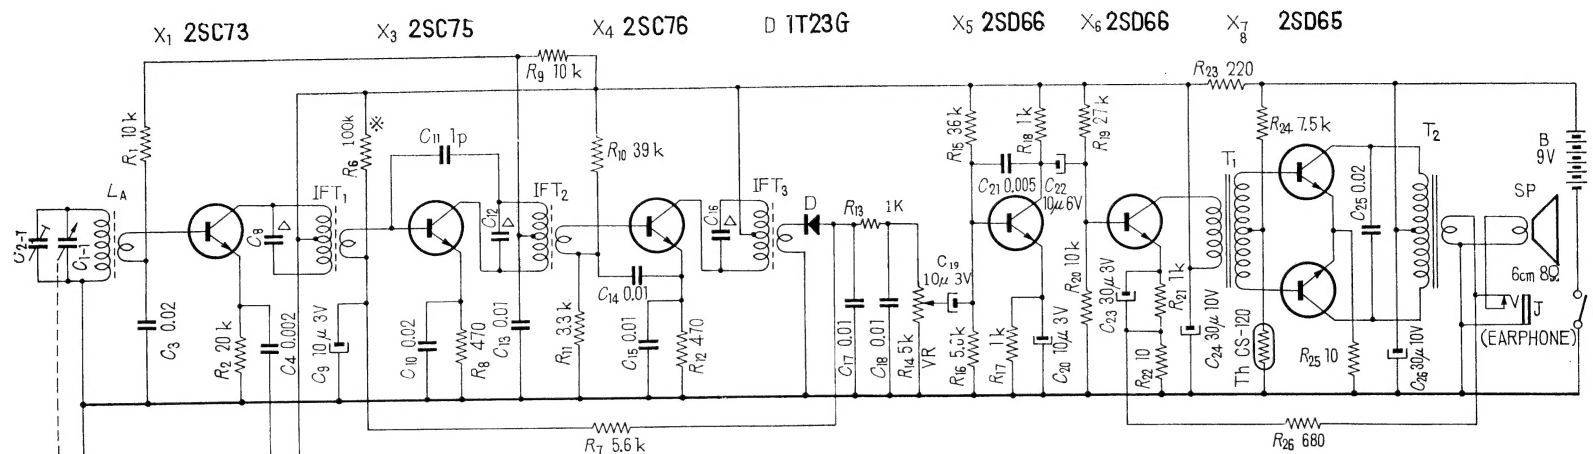 X1 2SC73
X3 2SC75
X4 2SC76
D 1T23G
X5 2SD66
X6 2SD66
X7 8 2SD65
R9 10k
R23 220
R1 10k
R6 100k ※
C11 1p
R10 39k
R15 36k
R18 1k
R19 27k
R24 7.5k
T2
B
9V
LA
IFT1
IFT2
IFT3
C21 0.005
C22
10μ 6V
T1
C2-1
C1-1
C8 △
C12 △
C16 △
D
R13 1K
C25 0.02
SP
6cm 8Ω
C19
10μ 3V
C14 0.01
R20 10k
C23 30μ 3V
R21 1k
J
(EARPHONE)
C3 0.02
R2 20k
C4 0.002
C9 10μ 3V
C10 0.02
R8 470
C13 0.01
R11 3.3k
C15 0.01
R12 470
C17 0.01
C18 0.01
R14 5k
VR
R16 5.0k
R17 1k
C20 10μ 3V
R22 10
C24 30μ 10V
Th CS-120
R25 10
C26 30μ 10V
R7 5.6k
R26 680